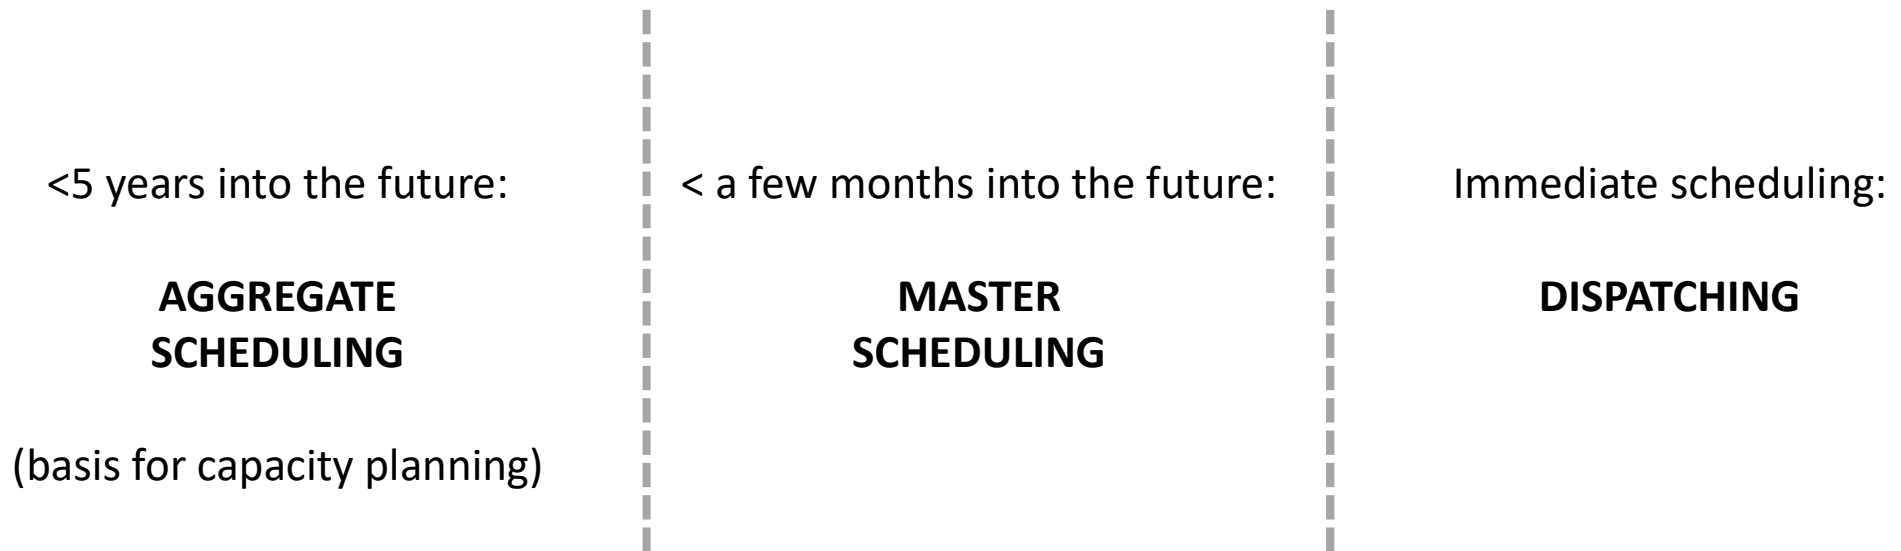 <5 years into the future:
AGGREGATE
SCHEDULING
(basis for capacity planning)
< a few months into the future:
MASTER
SCHEDULING
Immediate scheduling:
DISPATCHING